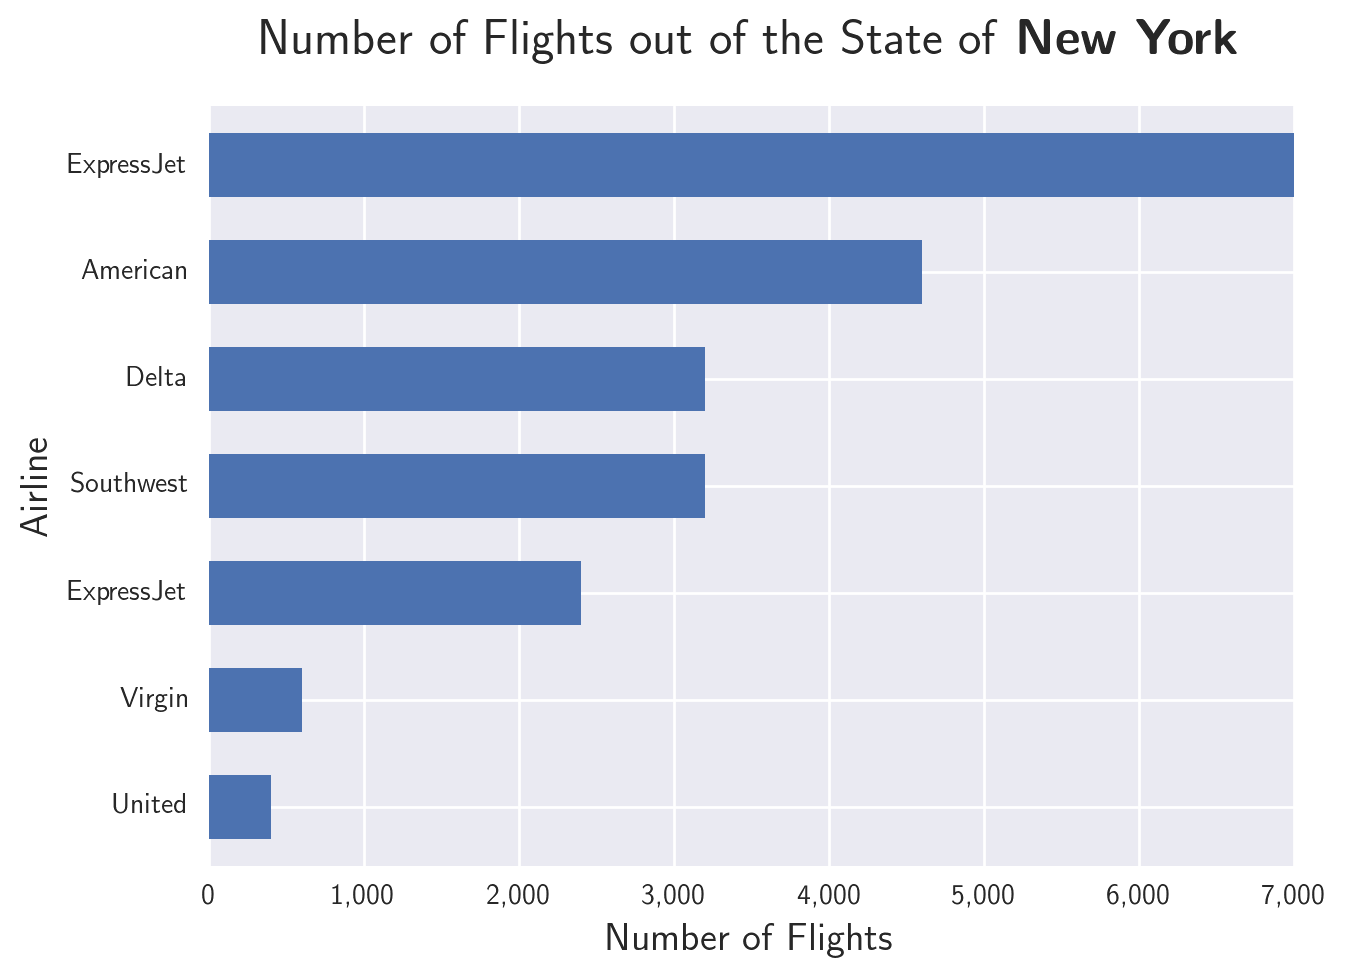 Number of Flights out of the State of New York
ExpressJet
American
Delta
Southwest
ExpressJet
Virgin
United
Airline
0 1,000 2,000 3,000 4,000 5,000 6,000 7,000
Number of Flights